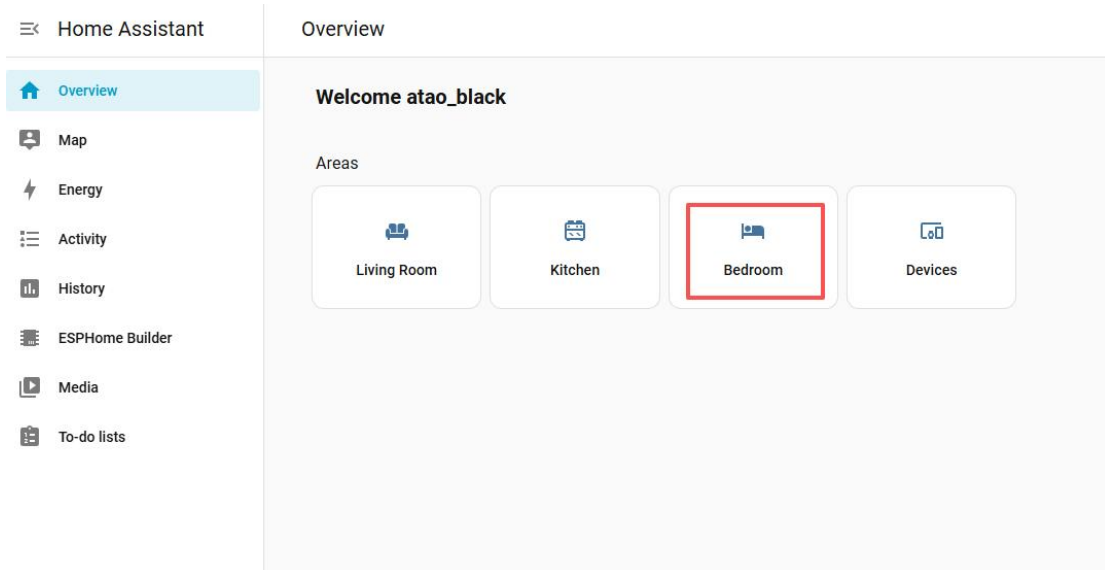 Home Assistant
Overview
Map
Energy
Activity
History
ESPHome Builder
Media
To-do lists
Overview
Welcome atao_black
Areas
Living Room
Kitchen
Bedroom
Devices